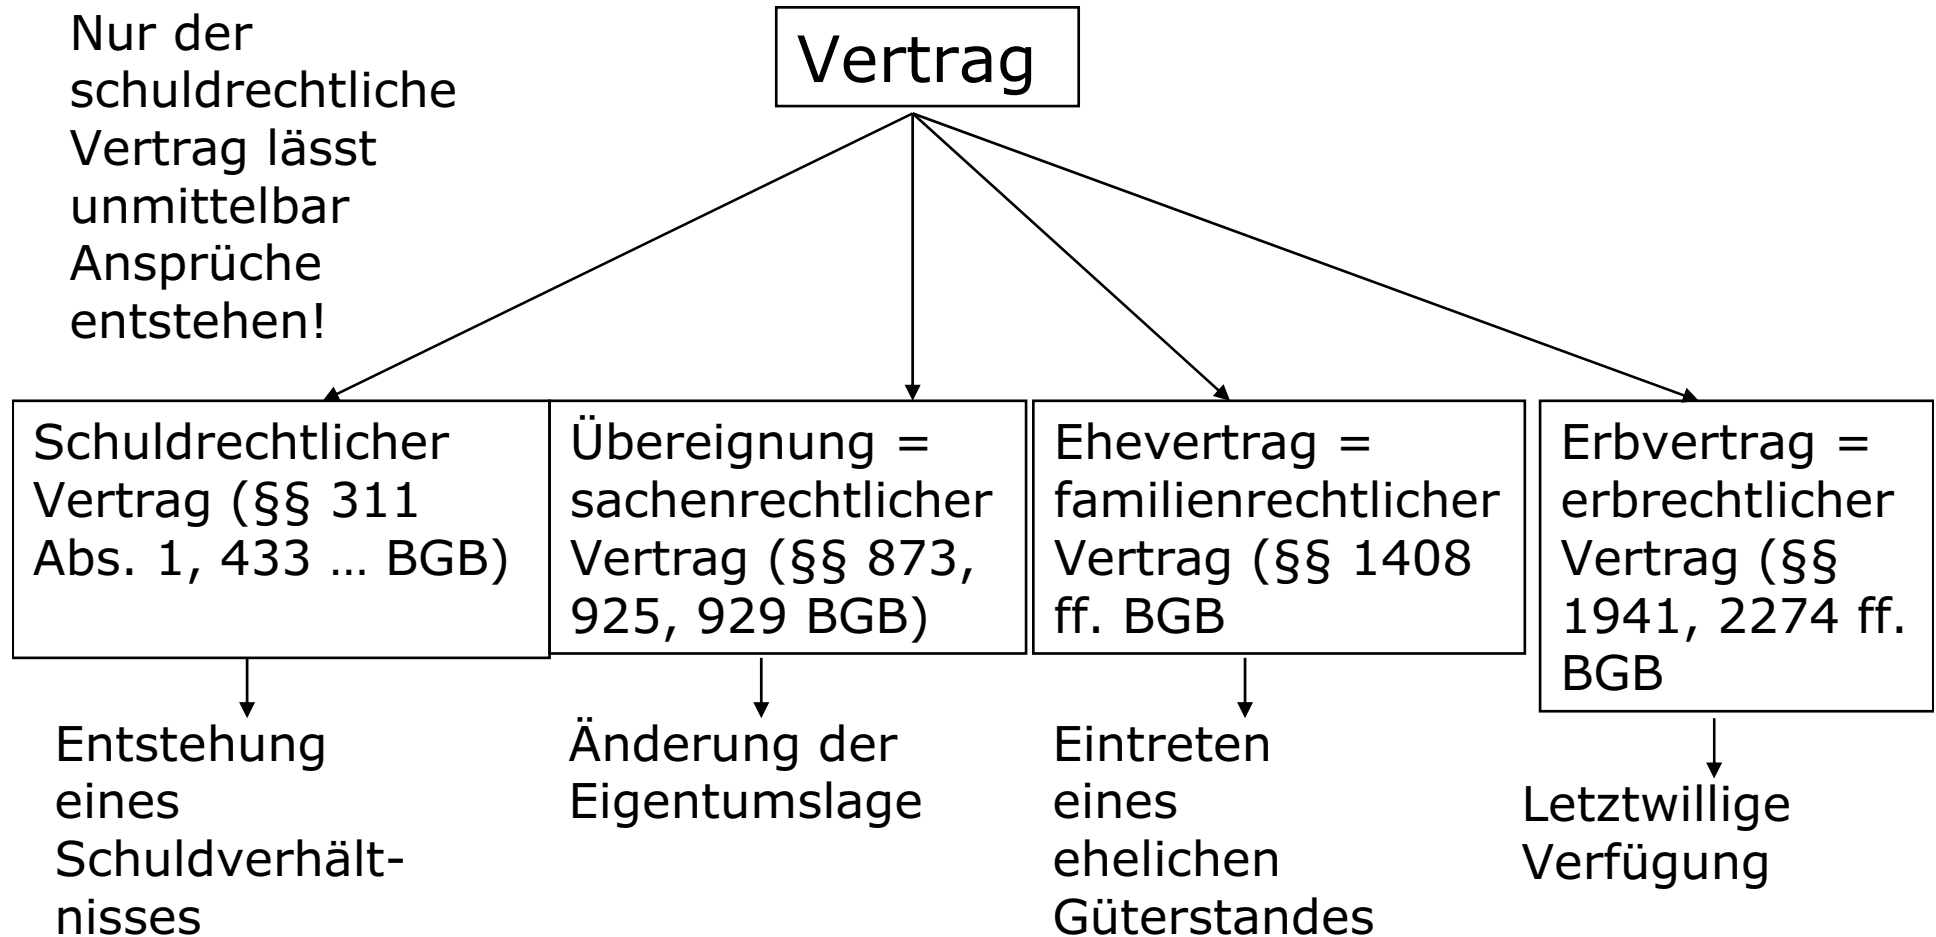 Nur der
schuldrechtliche
Vertrag lässt
unmittelbar
Ansprüche
entstehen!
Vertrag
Schuldrechtlicher
Vertrag (§§ 311
Abs. 1, 433 … BGB)
Übereignung =
sachenrechtlicher
Vertrag (§§ 873,
925, 929 BGB)
Ehevertrag =
familienrechtlicher
Vertrag (§§ 1408
ff. BGB
Erbvertrag =
erbrechtlicher
Vertrag (§§
1941, 2274 ff.
BGB
Entstehung
eines
Schuldverhält-
nisses
Änderung der
Eigentumslage
Eintreten
eines
ehelichen
Güterstandes
Letztwillige
Verfügung